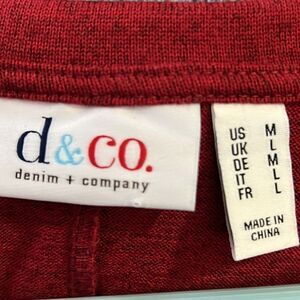 d&co.
denim + company
US M
UK L
DE M
IT L
FR L
MADE IN
CHINA